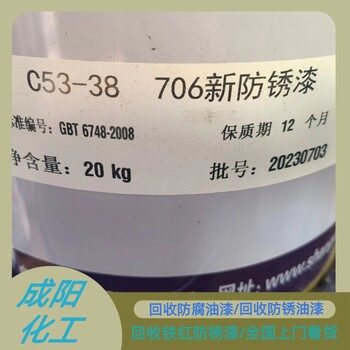 C53-38 706新防锈漆
准编号: GBT 6748-2008
保质期 12 个月
净含量: 20 kg
批号: 20230703
网址: www.sha
成阳
化工
回收防腐油漆/回收防锈油漆
回收铁红防锈漆/全国上门看货